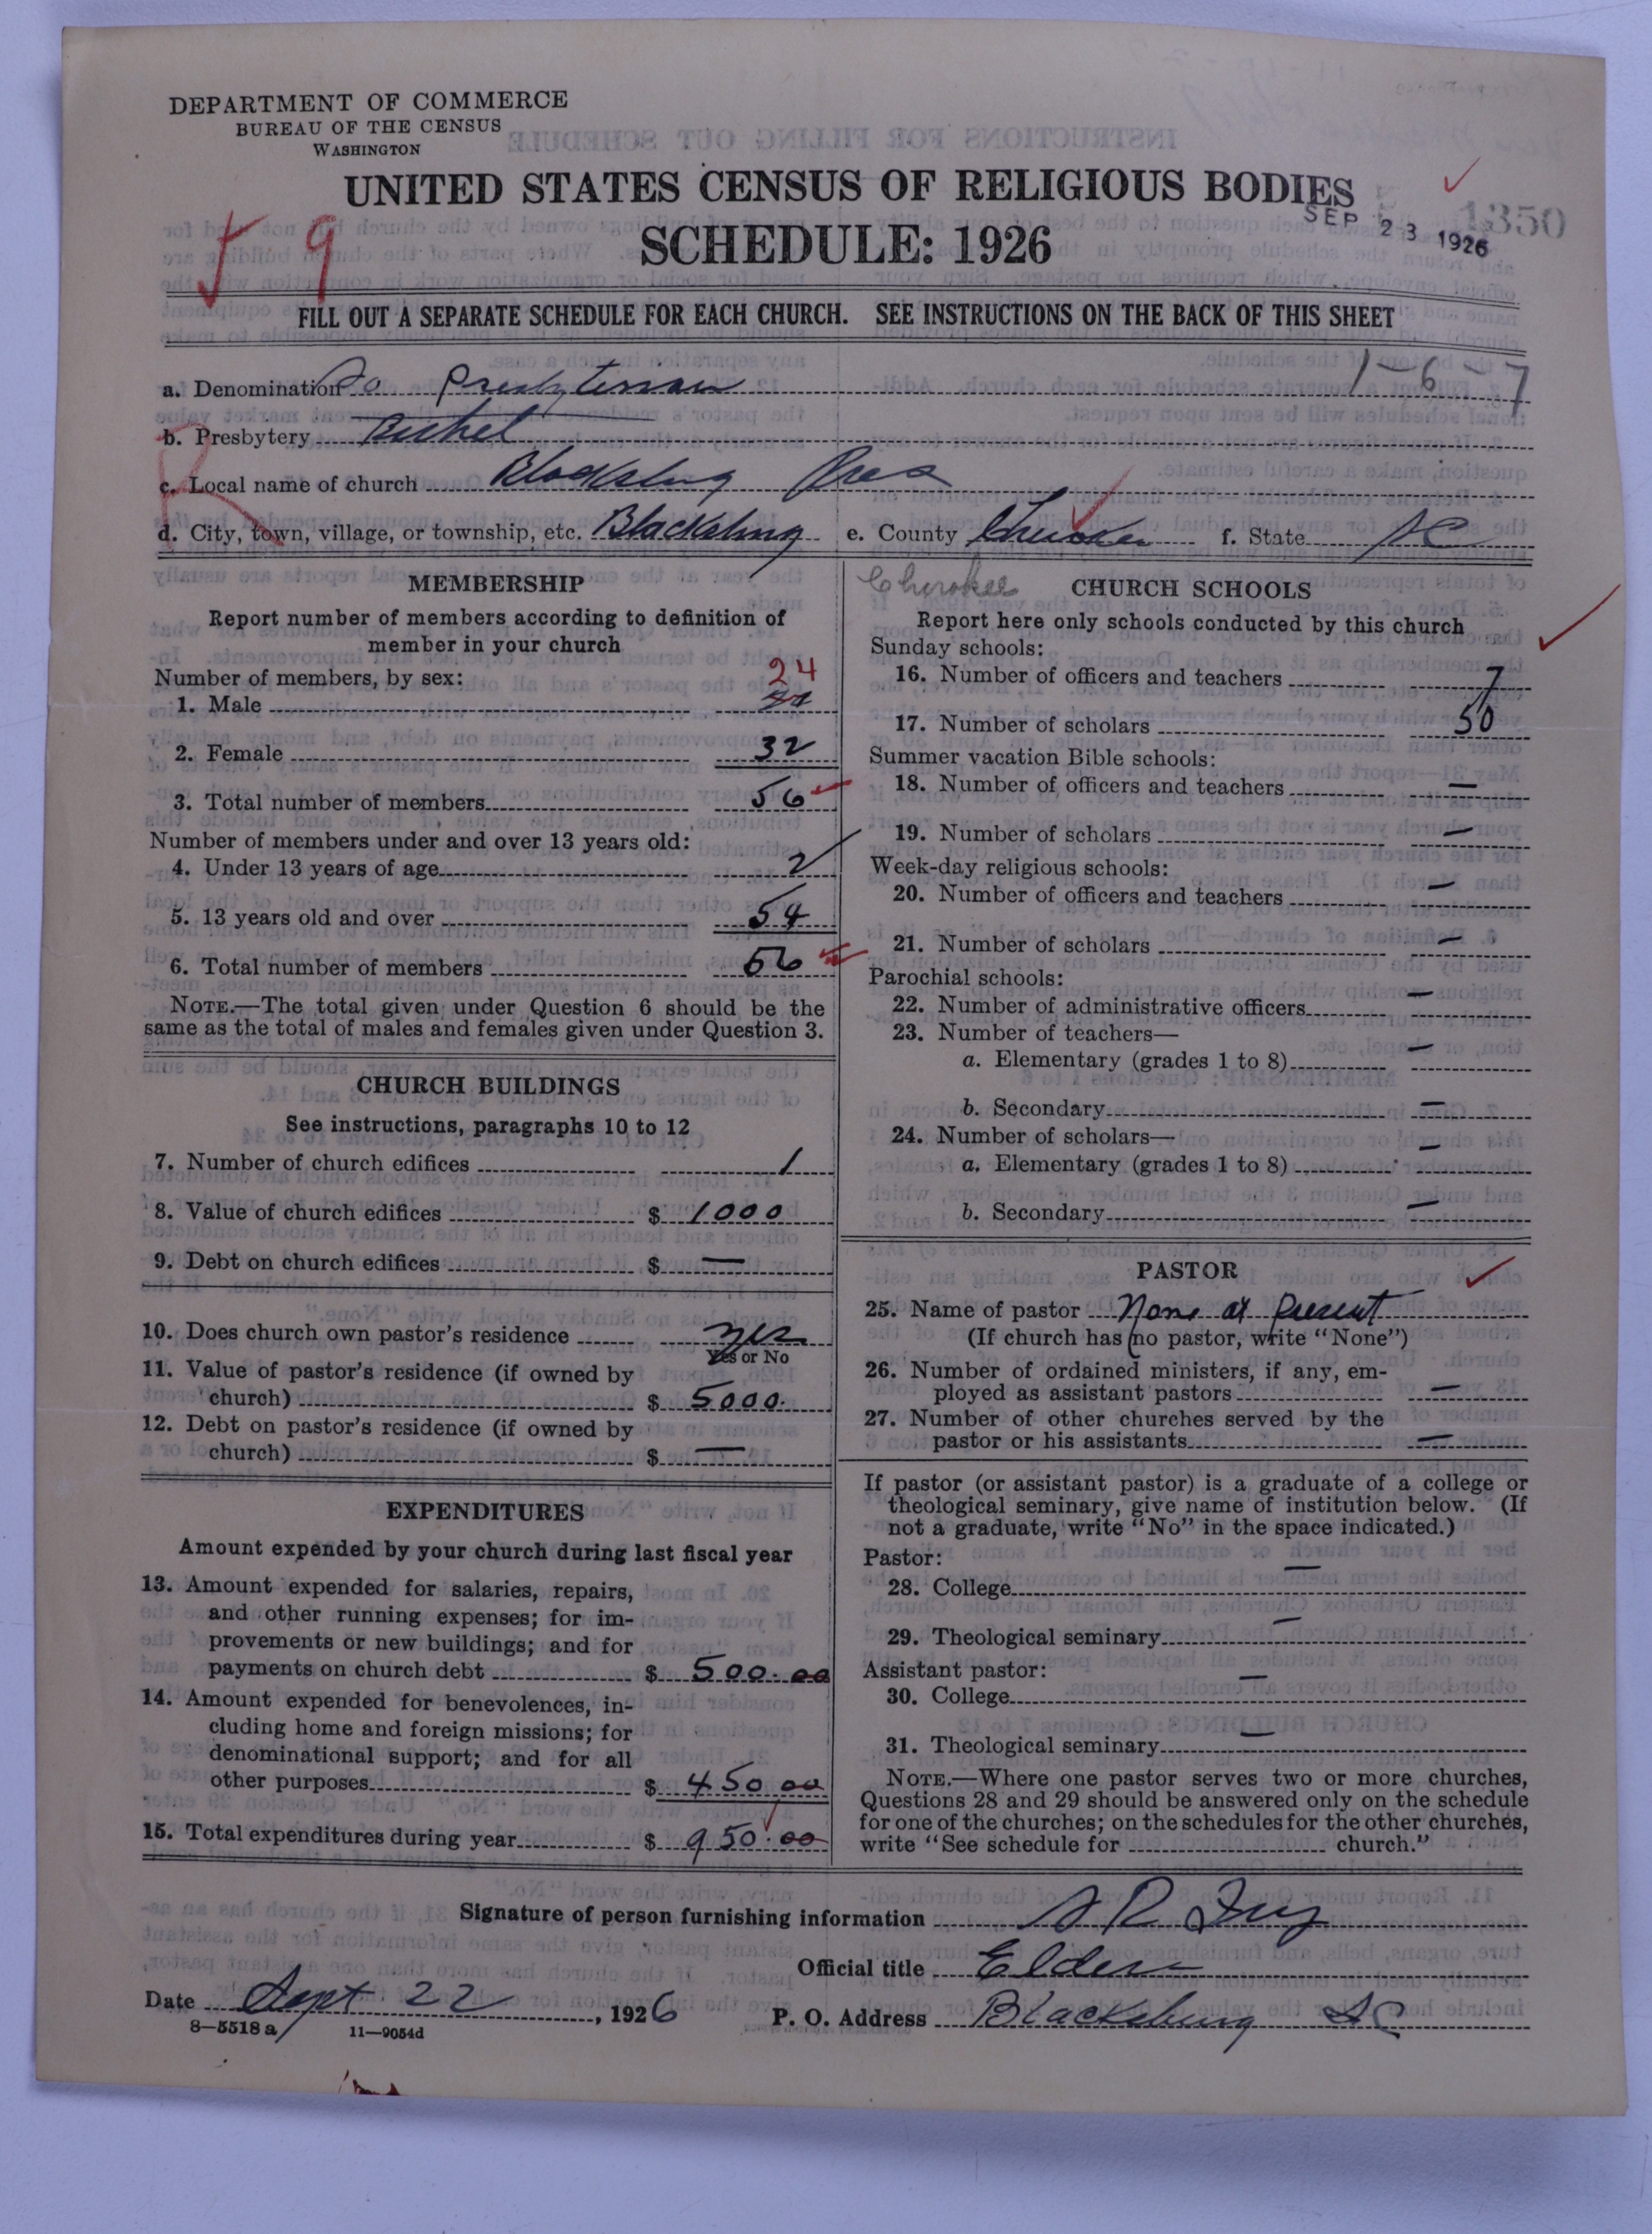 DEPARTMENT OF COMMERCE
BUREAU OF THE CENSUS
WASHINGTON
UNITED STATES CENSUS OF RELIGIOUS BODIES
SCHEDULE: 1926
SEP 23 1926
1350
9
FILL OUT A SEPARATE SCHEDULE FOR EACH CHURCH. SEE INSTRUCTIONS ON THE BACK OF THIS SHEET
a. Denomination So Presbyterian 1-6-7
b. Presbytery Bethel
c. Local name of church Blacksburg Pres
d. City, town, village, or township, etc. Blacksburg e. County Cherokee f. State SC
MEMBERSHIP
Report number of members according to definition of
member in your church
Number of members, by sex:
24
1. Male
2. Female 32
3. Total number of members 56
Number of members under and over 13 years old:
4. Under 13 years of age 2
5. 13 years old and over 54
6. Total number of members 56
NOTE.—The total given under Question 6 should be the
same as the total of males and females given under Question 3.
CHURCH BUILDINGS
See instructions, paragraphs 10 to 12
7. Number of church edifices 1
8. Value of church edifices $ 1000
9. Debt on church edifices $ —
10. Does church own pastor's residence yes
Yes or No
11. Value of pastor's residence (if owned by
church) $ 5000.
12. Debt on pastor's residence (if owned by
church) $ —
EXPENDITURES
Amount expended by your church during last fiscal year
13. Amount expended for salaries, repairs,
and other running expenses; for im-
provements or new buildings; and for
payments on church debt $ 500.00
14. Amount expended for benevolences, in-
cluding home and foreign missions; for
denominational support; and for all
other purposes $ 450 00
15. Total expenditures during year $ 950.00
Cherokee
CHURCH SCHOOLS
Report here only schools conducted by this church
Sunday schools:
16. Number of officers and teachers 7
17. Number of scholars 50
Summer vacation Bible schools:
18. Number of officers and teachers —
19. Number of scholars —
Week-day religious schools:
20. Number of officers and teachers —
21. Number of scholars —
Parochial schools:
22. Number of administrative officers —
23. Number of teachers—
a. Elementary (grades 1 to 8) —
b. Secondary —
24. Number of scholars—
a. Elementary (grades 1 to 8) —
b. Secondary —
PASTOR
25. Name of pastor None at Present
(If church has no pastor, write "None")
26. Number of ordained ministers, if any, em-
ployed as assistant pastors —
27. Number of other churches served by the
pastor or his assistants —
If pastor (or assistant pastor) is a graduate of a college or
theological seminary, give name of institution below. (If
not a graduate, write "No" in the space indicated.)
Pastor:
28. College —
29. Theological seminary —
Assistant pastor:
30. College —
31. Theological seminary —
NOTE.—Where one pastor serves two or more churches,
Questions 28 and 29 should be answered only on the schedule
for one of the churches; on the schedules for the other churches,
write "See schedule for church."
Signature of person furnishing information S R
Official title Elder
Date Sept 22, 1926 P. O. Address Blacksburg SC
8—5518 a 11—9054d